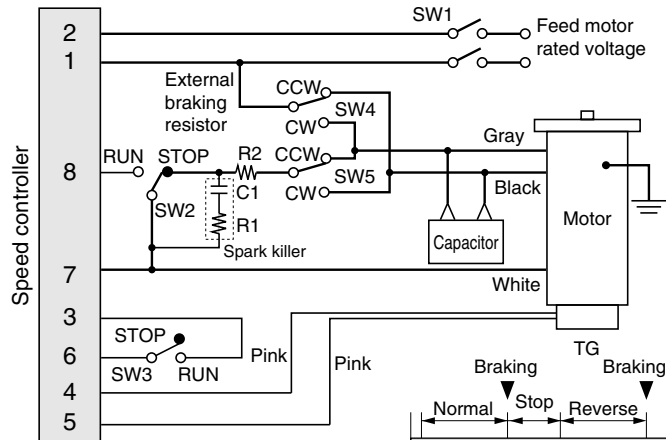 SW1
Feed motor
rated voltage
2
1
External
braking
resistor
CCW
SW4
CW
Gray
RUN
STOP
R2
CCW
8
SW5
Black
C1
CW
SW2
R1
Motor
Capacitor
Spark killer
Speed controller
7
White
3
STOP
TG
6
SW3
RUN
Pink
Pink
Braking
Braking
4
Normal
Stop
Reverse
5